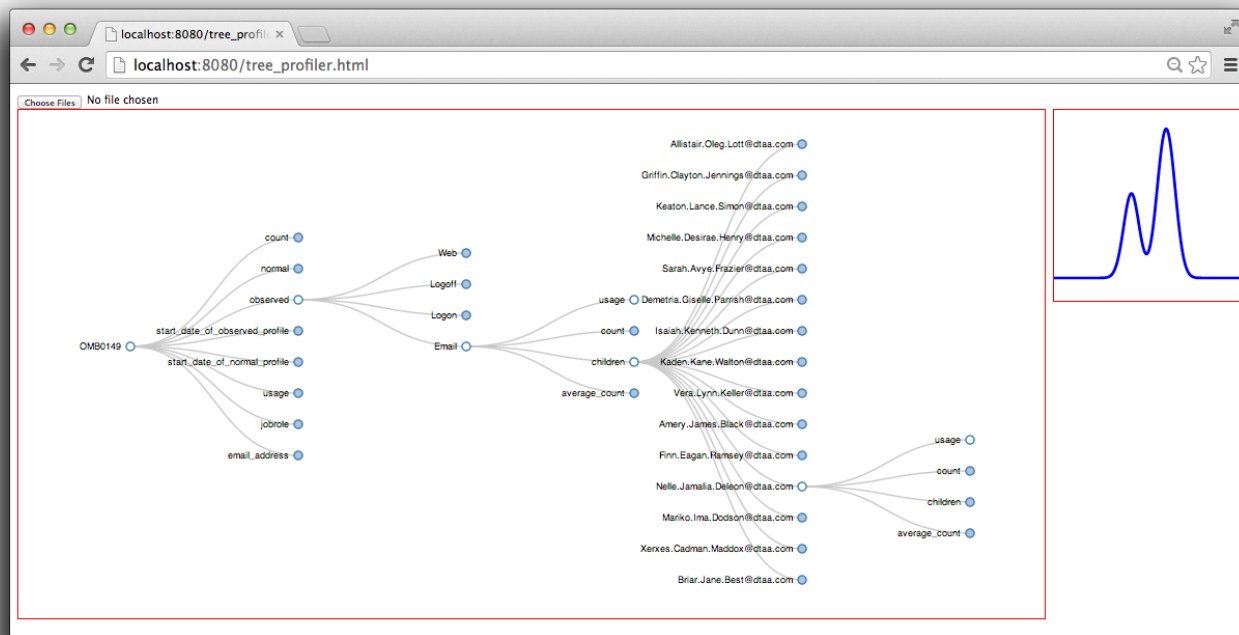 localhost:8080/tree_profile
localhost:8080/tree_profiler.html
Choose Files No file chosen
OMB0149
count
normal
observed
start_date_of_observed_profile
start_date_of_normal_profile
usage
jobrole
email_address
Web
Logoff
Logon
Email
usage
count
children
average_count
Allistair.Oleg.Lott@dtaa.com
Griffin.Clayton.Jennings@dtaa.com
Keaton.Lance.Simon@dtaa.com
Michelle.Desirae.Henry@dtaa.com
Sarah.Avye.Frazier@dtaa.com
Demetria.Giselle.Parrish@dtaa.com
Isaiah.Kenneth.Dunn@dtaa.com
Kaden.Kane.Walton@dtaa.com
Vera.Lynn.Keller@dtaa.com
Amery.James.Black@dtaa.com
Finn.Eagan.Ramsey@dtaa.com
Nelle.Jamalia.Deleon@dtaa.com
Mariko.Ima.Dodson@dtaa.com
Xerxes.Cadman.Maddox@dtaa.com
Briar.Jane.Best@dtaa.com
usage
count
children
average_count